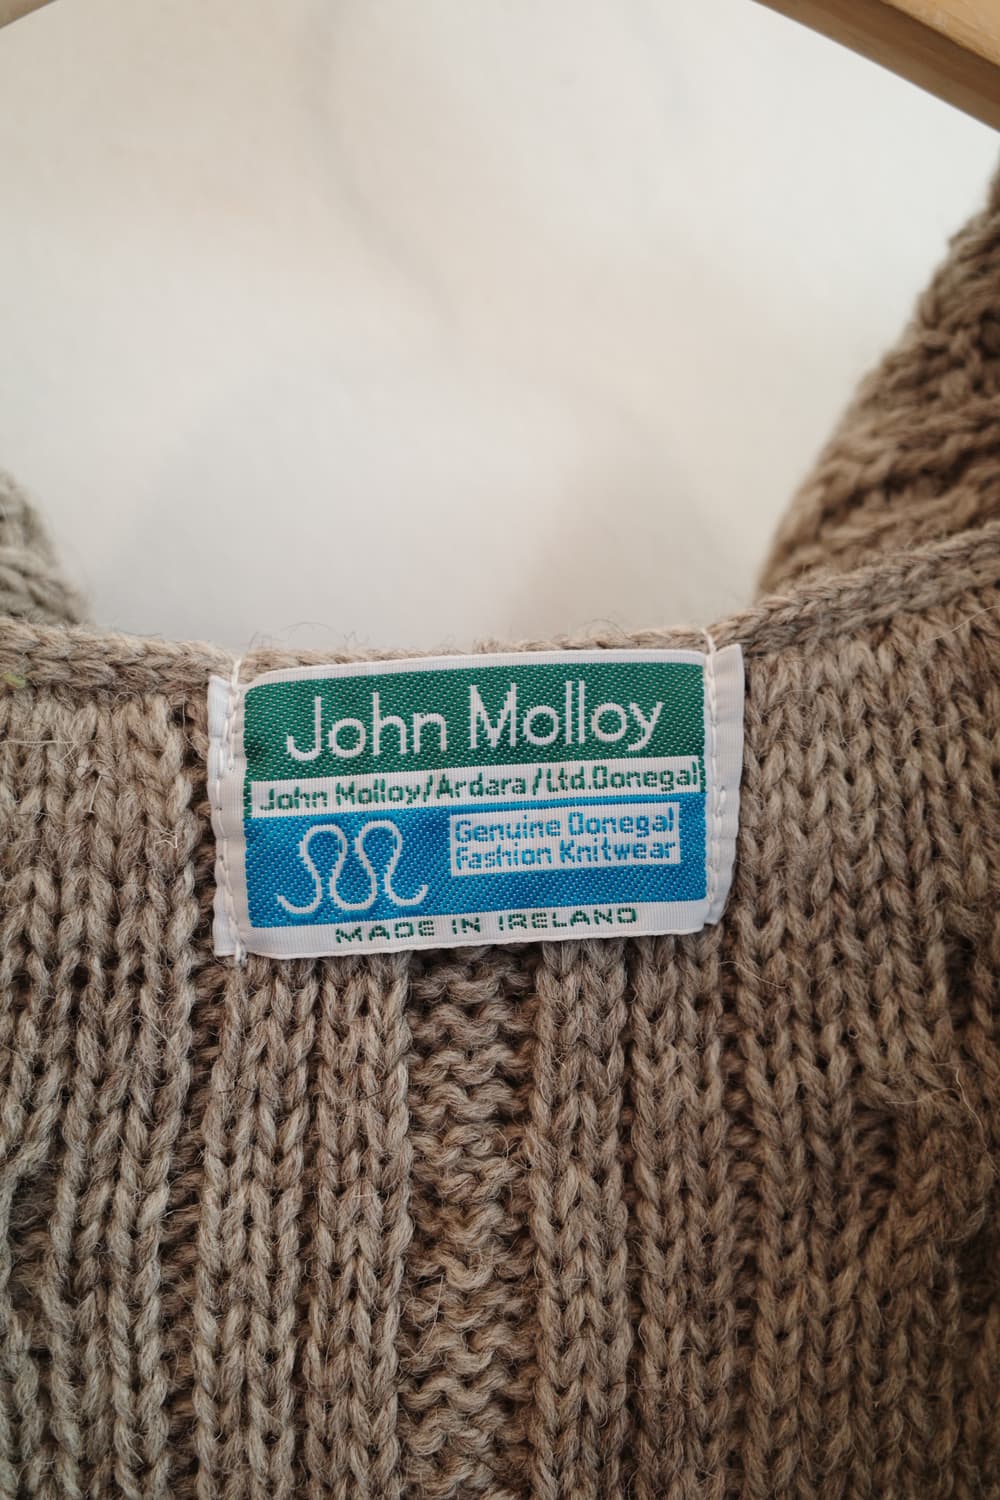 John Molloy
John Molloy/Ardara/Ltd.Donegal
Genuine Donegal
Fashion Knitwear
MADE IN IRELAND